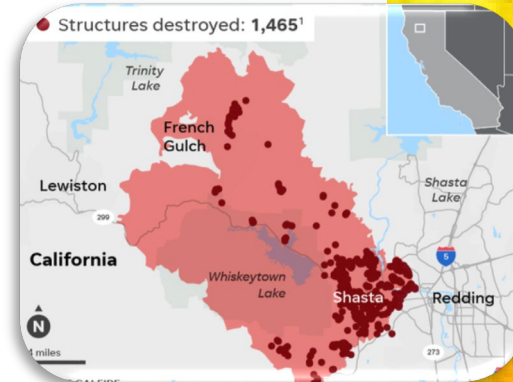 Structures destroyed: 1,465¹
Trinity
Lake
French
Gulch
Lewiston
Shasta
Lake
299
California
5
Whiskeytown
Lake
Shasta
Redding
N
miles
273